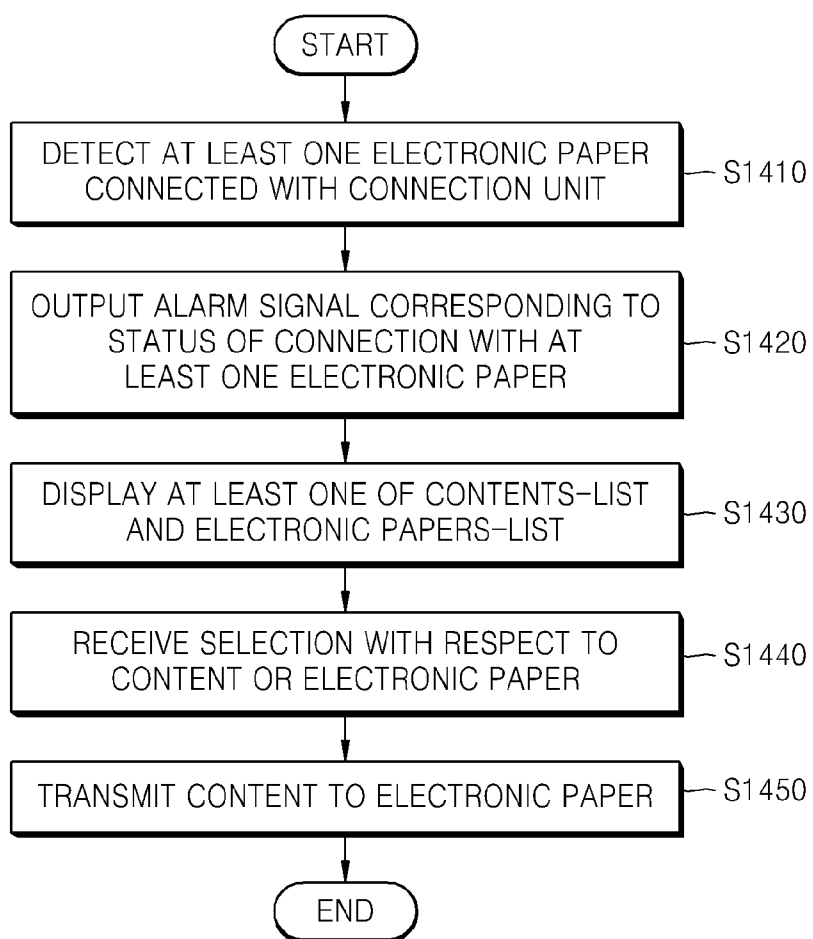 START
DETECT AT LEAST ONE ELECTRONIC PAPER
CONNECTED WITH CONNECTION UNIT
S1410
OUTPUT ALARM SIGNAL CORRESPONDING TO
STATUS OF CONNECTION WITH AT
LEAST ONE ELECTRONIC PAPER
S1420
DISPLAY AT LEAST ONE OF CONTENTS-LIST
AND ELECTRONIC PAPERS-LIST
S1430
RECEIVE SELECTION WITH RESPECT TO
CONTENT OR ELECTRONIC PAPER
S1440
TRANSMIT CONTENT TO ELECTRONIC PAPER
S1450
END